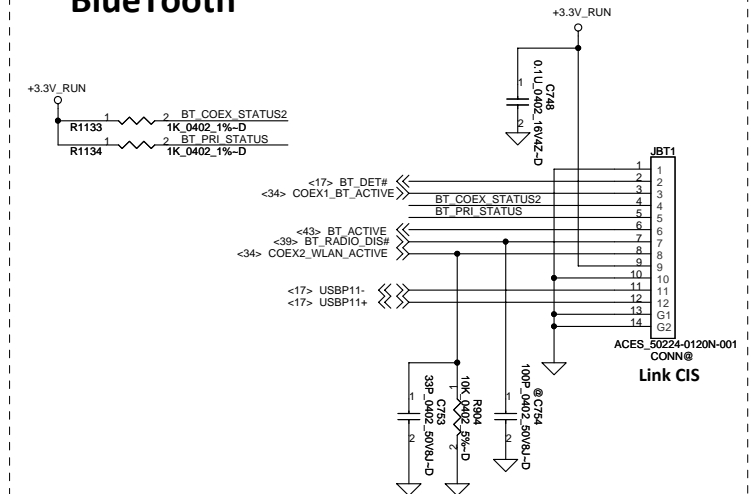 BlueTooth
+3.3V_RUN
+3.3V_RUN
C748
0.1U_0402_16V4Z~D
1
2
R1133
1
2
BT_COEX_STATUS2
1K_0402_1%~D
R1134
1
2
BT_PRI_STATUS
1K_0402_1%~D
JBT1
1 1
<17> BT_DET# 2 2
<34> COEX1_BT_ACTIVE 3 3
BT_COEX_STATUS2 4 4
BT_PRI_STATUS 5 5
<43> BT_ACTIVE 6 6
<39> BT_RADIO_DIS# 7 7
<34> COEX2_WLAN_ACTIVE 8 8
9 9
10 10
<17> USBP11- 11 11
<17> USBP11+ 12 12
13 G1
14 G2
ACES_50224-0120N-001
CONN@
Link CIS
1
2
C753
33P_0402_50V8J~D
1
2
R904
10K_0402_5%~D
1
2
@C754
100P_0402_50V8J~D